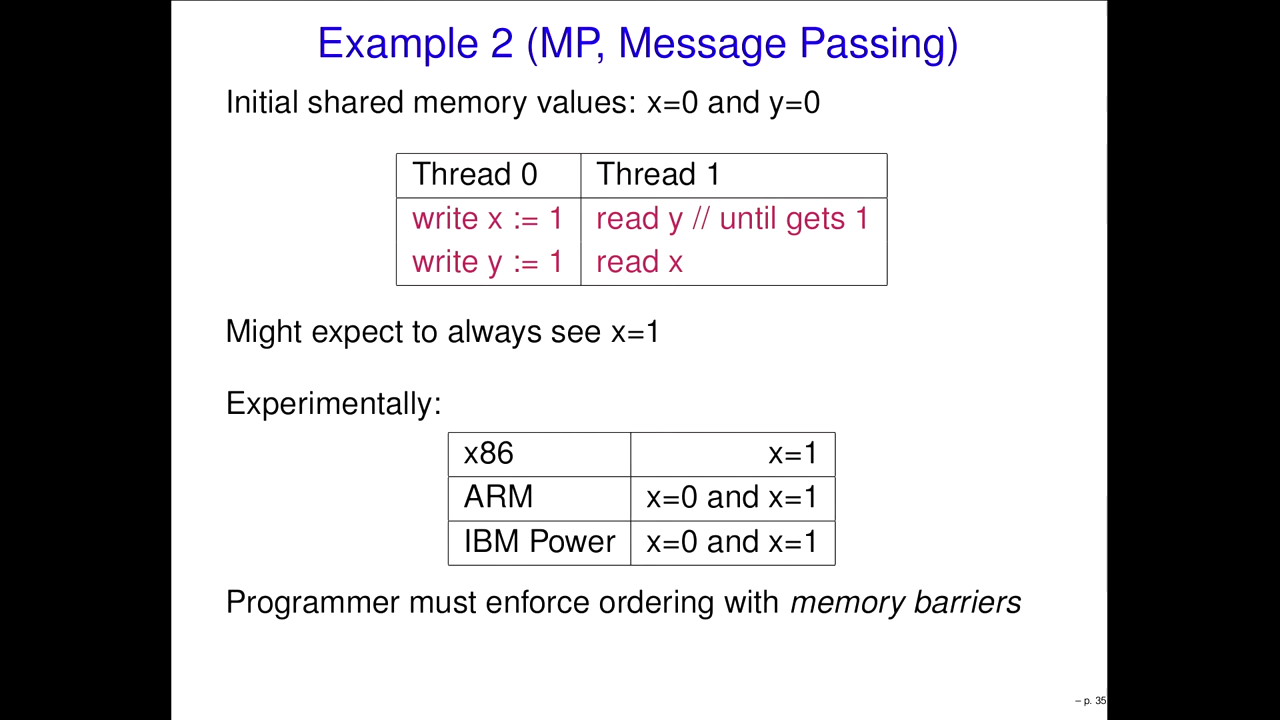 Example 2 (MP, Message Passing)
Initial shared memory values: x=0 and y=0
Thread 0 Thread 1
write x := 1 read y // until gets 1
write y := 1 read x
Might expect to always see x=1
Experimentally:
x86 x=1
ARM x=0 and x=1
IBM Power x=0 and x=1
Programmer must enforce ordering with memory barriers
– p. 35